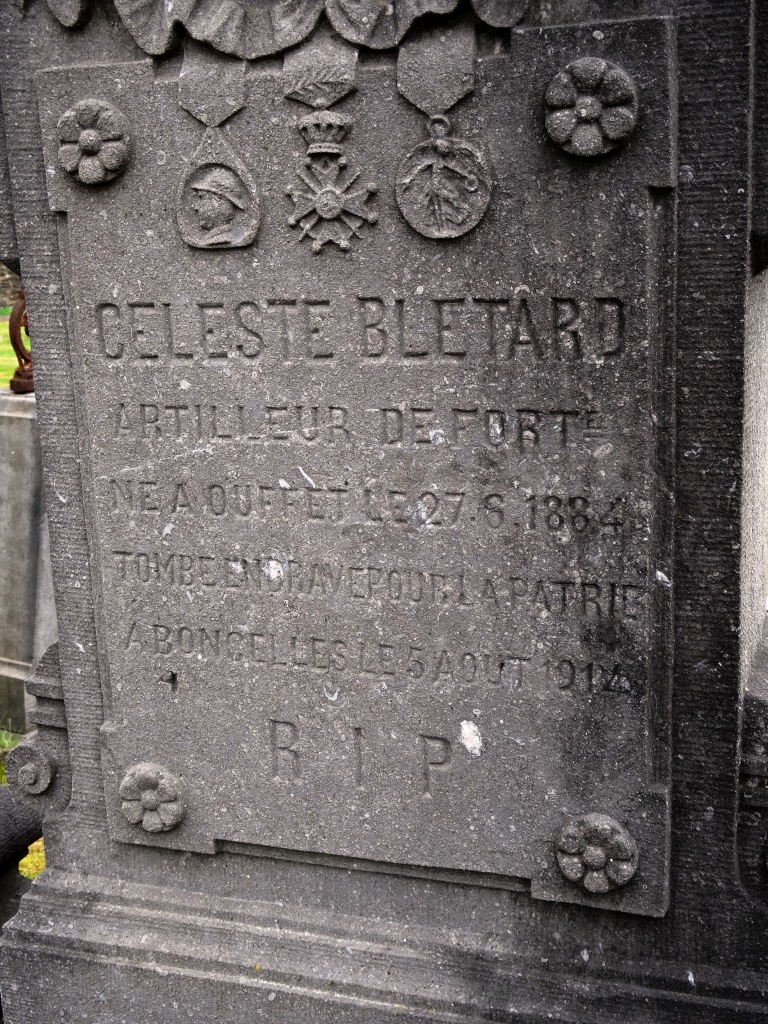 CELESTE BLETARD
ARTILLEUR DE FORTE
NE A OUFFET LE 27.6.1884
TOMBE EN BRAVE POUR LA PATRIE
A BONCELLES LE 5 AOUT 1914
R I P